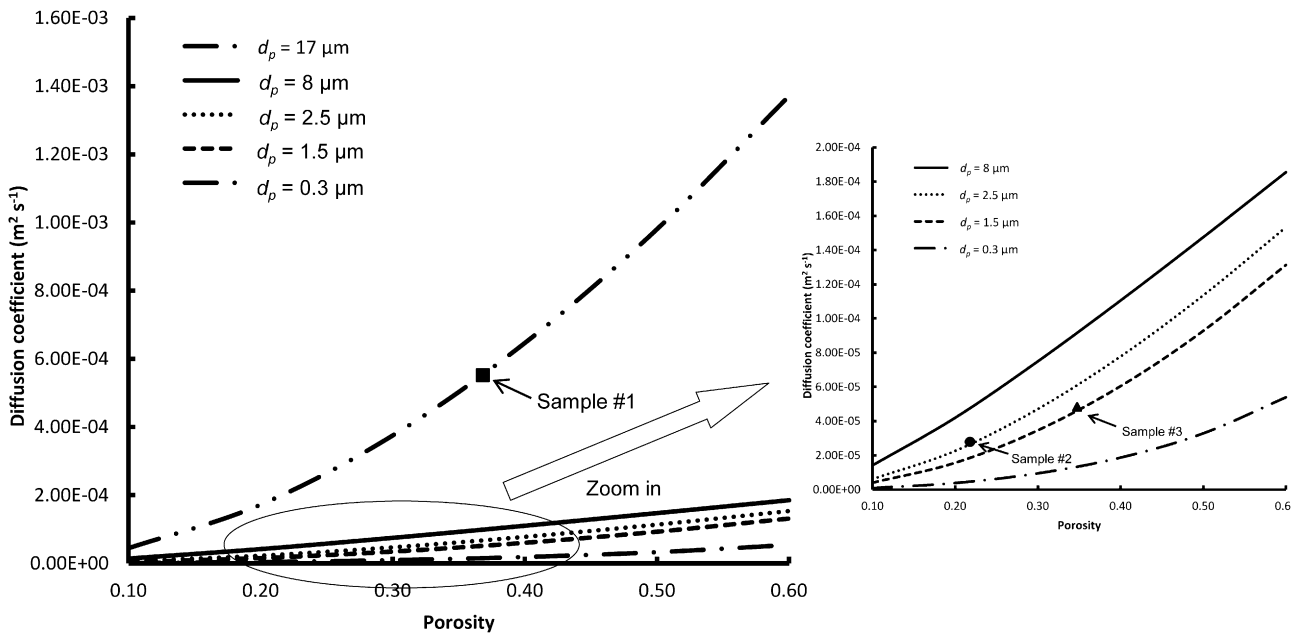 1.60E-03
1.40E-03
1.20E-03
1.00E-03
8.00E-04
6.00E-04
4.00E-04
2.00E-04
0.00E+00
Diffusion coefficient (m² s⁻¹)
dₚ = 17 µm
dₚ = 8 µm
dₚ = 2.5 µm
dₚ = 1.5 µm
dₚ = 0.3 µm
Sample #1
Zoom in
0.10 0.20 0.30 0.40 0.50 0.60
Porosity
2.00E-04
1.80E-04
1.60E-04
1.40E-04
1.20E-04
1.00E-04
8.00E-05
6.00E-05
4.00E-05
2.00E-05
0.00E+00
Diffusion coefficient (m² s⁻¹)
dₚ = 8 µm
dₚ = 2.5 µm
dₚ = 1.5 µm
dₚ = 0.3 µm
Sample #3
Sample #2
0.10 0.20 0.30 0.40 0.50 0.6
Porosity